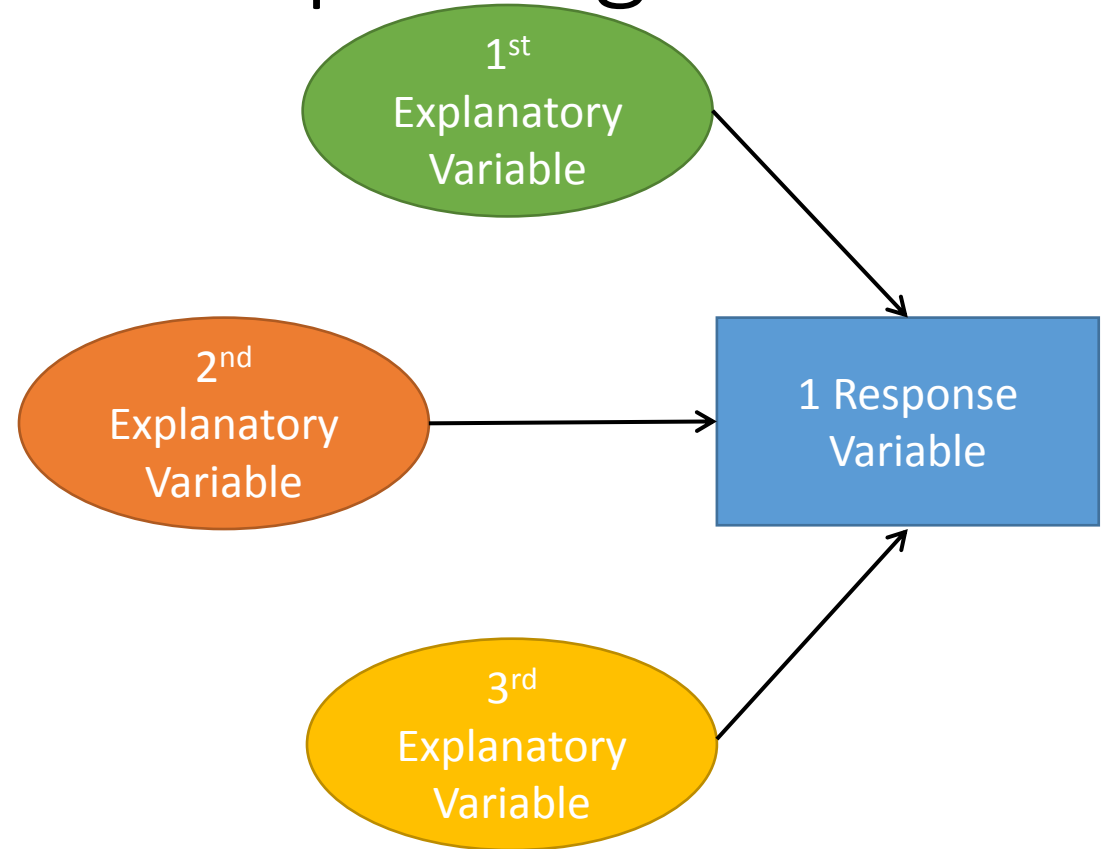 1st
Explanatory
Variable
2nd
Explanatory
Variable
1 Response
Variable
3rd
Explanatory
Variable